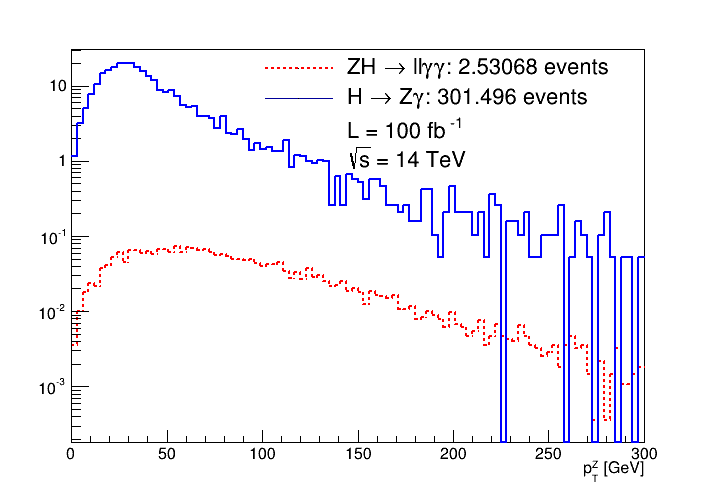 ZH → llγγ: 2.53068 events
H → Zγ: 301.496 events
L = 100 fb⁻¹
√s = 14 TeV
10
1
10⁻¹
10⁻²
10⁻³
0 50 100 150 200 250 300
p_T^Z [GeV]